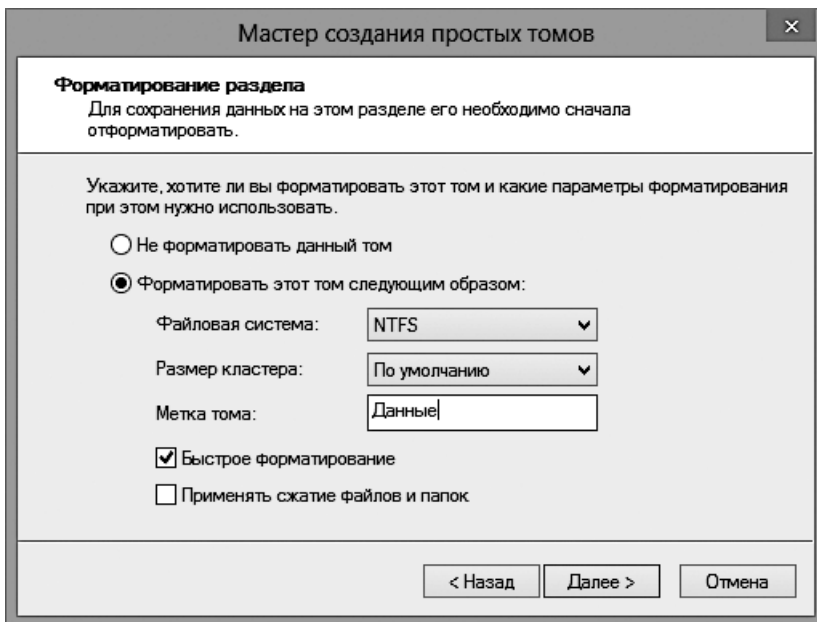 Мастер создания простых томов
Форматирование раздела
Для сохранения данных на этом разделе его необходимо сначала
отформатировать.
Укажите, хотите ли вы форматировать этот том и какие параметры форматирования
при этом нужно использовать.
Не форматировать данный том
Форматировать этот том следующим образом:
Файловая система: NTFS
Размер кластера: По умолчанию
Метка тома: Данные
Быстрое форматирование
Применять сжатие файлов и папок
< Назад Далее > Отмена